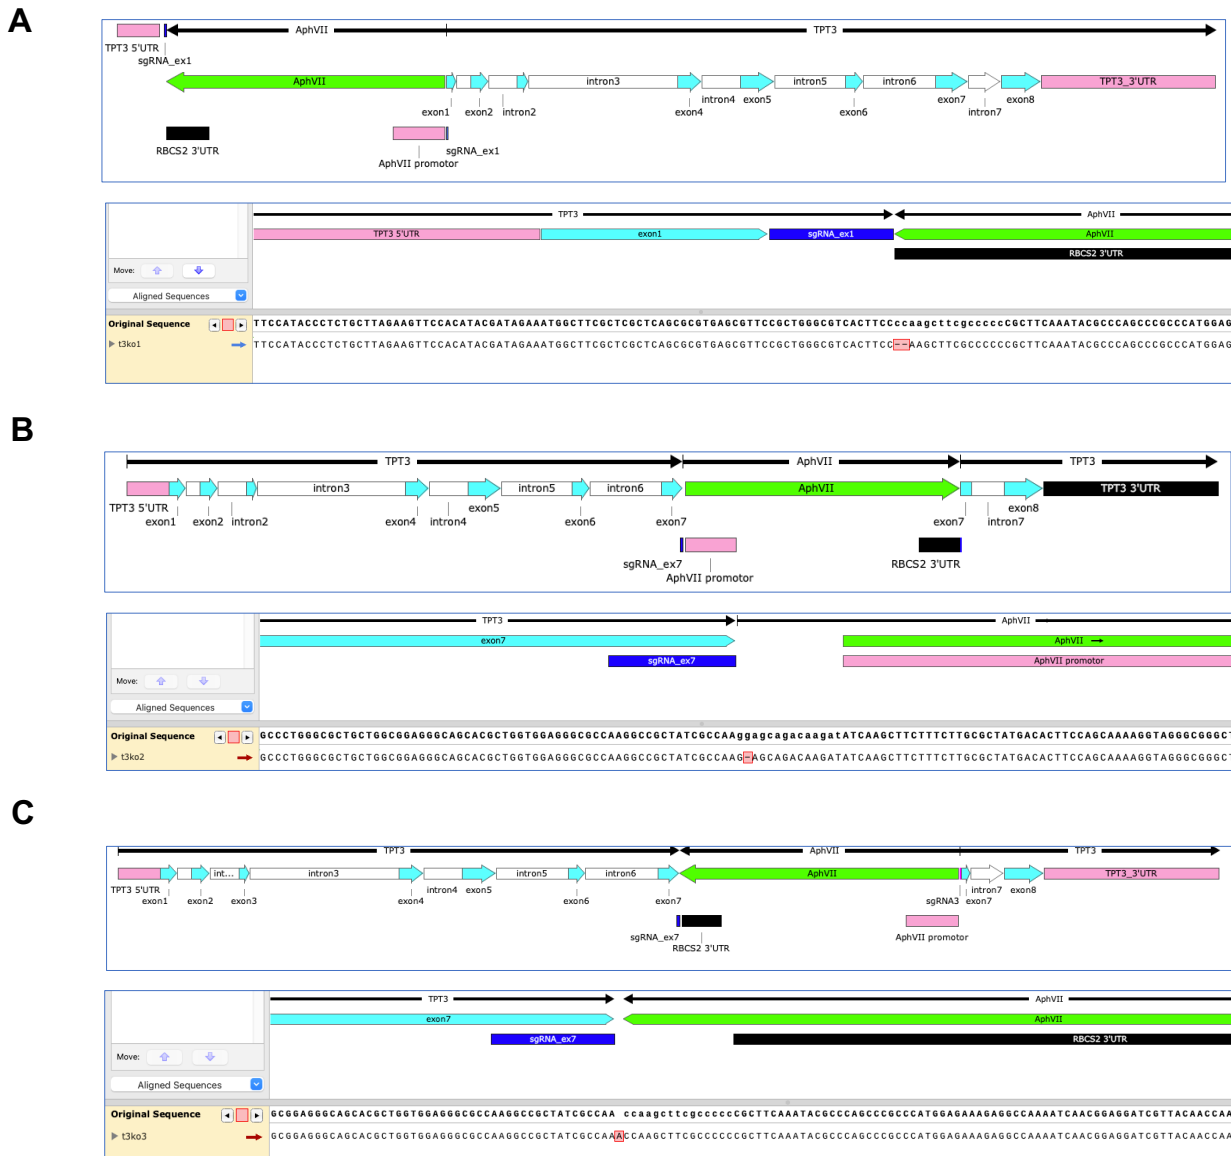 A
AphVII TPT3
TPT3 5'UTR
sgRNA_ex1
AphVII intron3 intron5 intron6 TPT3_3'UTR
intron4 exon5 exon7 exon8
exon1 exon2 intron2 exon4 exon6 intron7
RBCS2 3'UTR sgRNA_ex1
AphVII promotor
TPT3 AphVII
TPT3 5'UTR exon1 sgRNA_ex1 AphVII
RBCS2 3'UTR
Move:
Aligned Sequences
Original Sequence TTCCATACCCTCTGCTTAGAAGTTCCACATACGATAGAAATGGCTTCGCTCGCTCAGCGCGTGAGCGTTCCGCTGGGCGTCACTTCCccaagcttcgccccccCGCTTCAAATACGCCCAGCCCGCCCATGGAG
t3ko1 TTCCATACCCTCTGCTTAGAAGTTCCACATACGATAGAAATGGCTTCGCTCGCTCAGCGCGTGAGCGTTCCGCTGGGCGTCACTTCC--AAGCTTCGCCCCCCCGCTTCAAATACGCCCAGCCCGCCCATGGAG
B
TPT3 AphVII TPT3
intron3 intron5 intron6 AphVII TPT3 3'UTR
TPT3 5'UTR exon5 exon8
exon1 exon2 intron2 exon4 intron4 exon6 exon7 exon7 intron7
sgRNA_ex7 RBCS2 3'UTR
AphVII promotor
TPT3 AphVII
exon7 AphVII
sgRNA_ex7 AphVII promotor
Move:
Aligned Sequences
Original Sequence GCCCTGGGCGCTGCTGGCGGAGGGCAGCACGCTGGTGGAGGGCGCCAAGGCCGCTATCGCCAAggagcagacaagatATCAAGCTTCTTTCTTGCGCTATGACACTTCCAGCAAAAGGTAGGGCGGGCT
t3ko2 GCCCTGGGCGCTGCTGGCGGAGGGCAGCACGCTGGTGGAGGGCGCCAAGGCCGCTATCGCCAAG-AGCAGACAAGATATCAAGCTTCTTTCTTGCGCTATGACACTTCCAGCAAAAGGTAGGGCGGGCT
C
TPT3 AphVII TPT3
int... intron3 intron5 intron6 AphVII TPT3_3'UTR
TPT3 5'UTR intron4 exon5 intron7 exon8
exon1 exon2 exon3 exon4 exon6 exon7 sgRNA3 exon7
sgRNA_ex7 AphVII promotor
RBCS2 3'UTR
TPT3 AphVII
exon7 AphVII
sgRNA_ex7 RBCS2 3'UTR
Move:
Aligned Sequences
Original Sequence GCGGAGGGCAGCACGCTGGTGGAGGGCGCCAAGGCCGCTATCGCCAA ccaagcttcgccccccCGCTTCAAATACGCCCAGCCCGCCCATGGAGAAAGAGGCCAAAATCAACGGAGGATCGTTACAACCAA
t3ko3 GCGGAGGGCAGCACGCTGGTGGAGGGCGCCAAGGCCGCTATCGCCAAACCAAGCTTCGCCCCCCCGCTTCAAATACGCCCAGCCCGCCCATGGAGAAAGAGGCCAAAATCAACGGAGGATCGTTACAACCAA